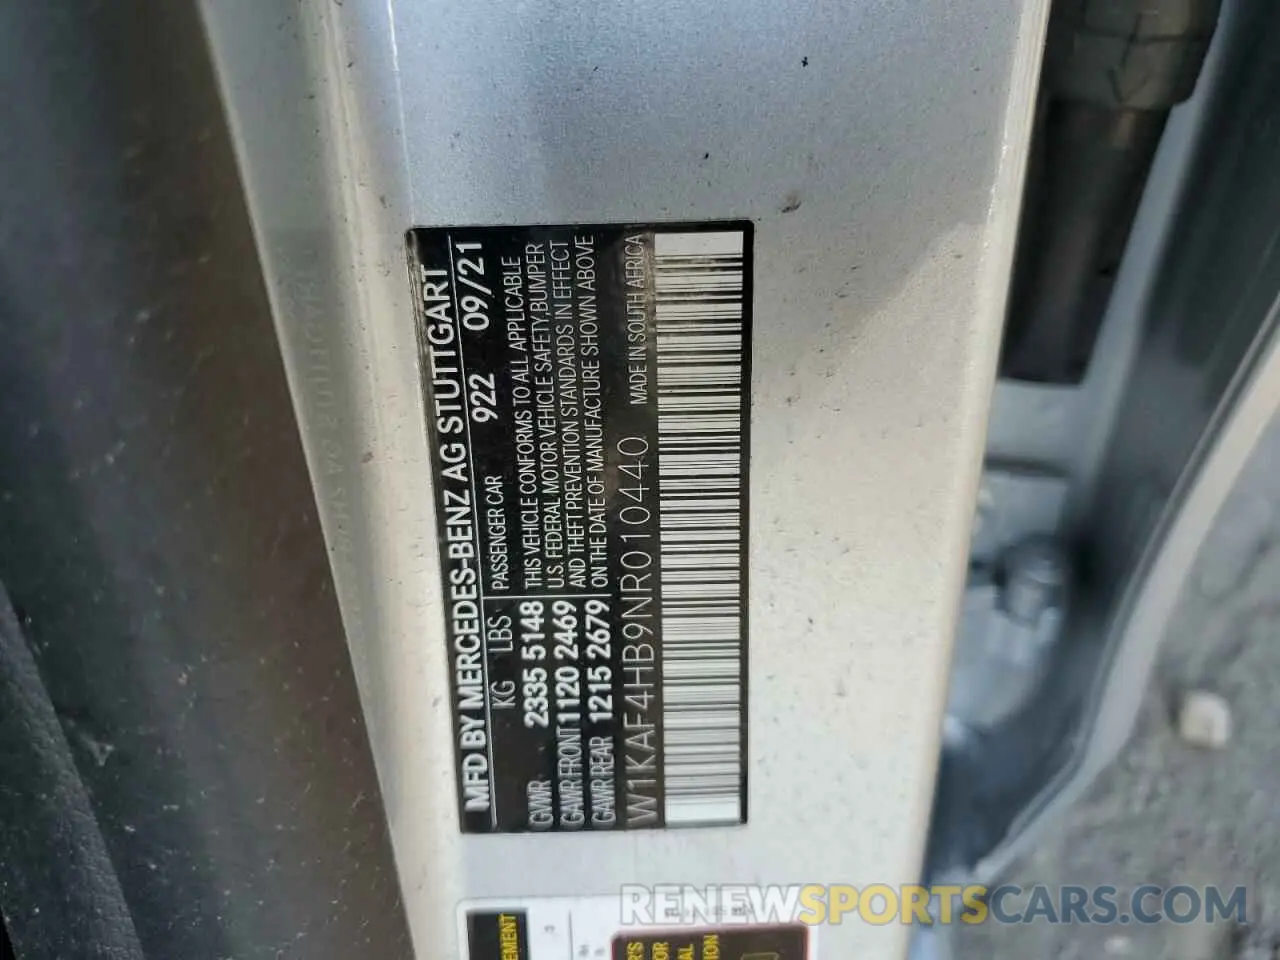 MFD BY MERCEDES-BENZ AG STUTTGART
KG LBS PASSENGER CAR 922 09/21
GVWR 2335 5148 THIS VEHICLE CONFORMS TO ALL APPLICABLE
U.S. FEDERAL MOTOR VEHICLE SAFETY,BUMPER
GAWR FRONT 1120 2469 AND THEFT PREVENTION STANDARDS IN EFFECT
GAWR REAR 1215 2679 ON THE DATE OF MANUFACTURE SHOWN ABOVE
W1KAF4HB9NR010440 MADE IN SOUTH AFRICA
RENEWSPORTSCARS.COM